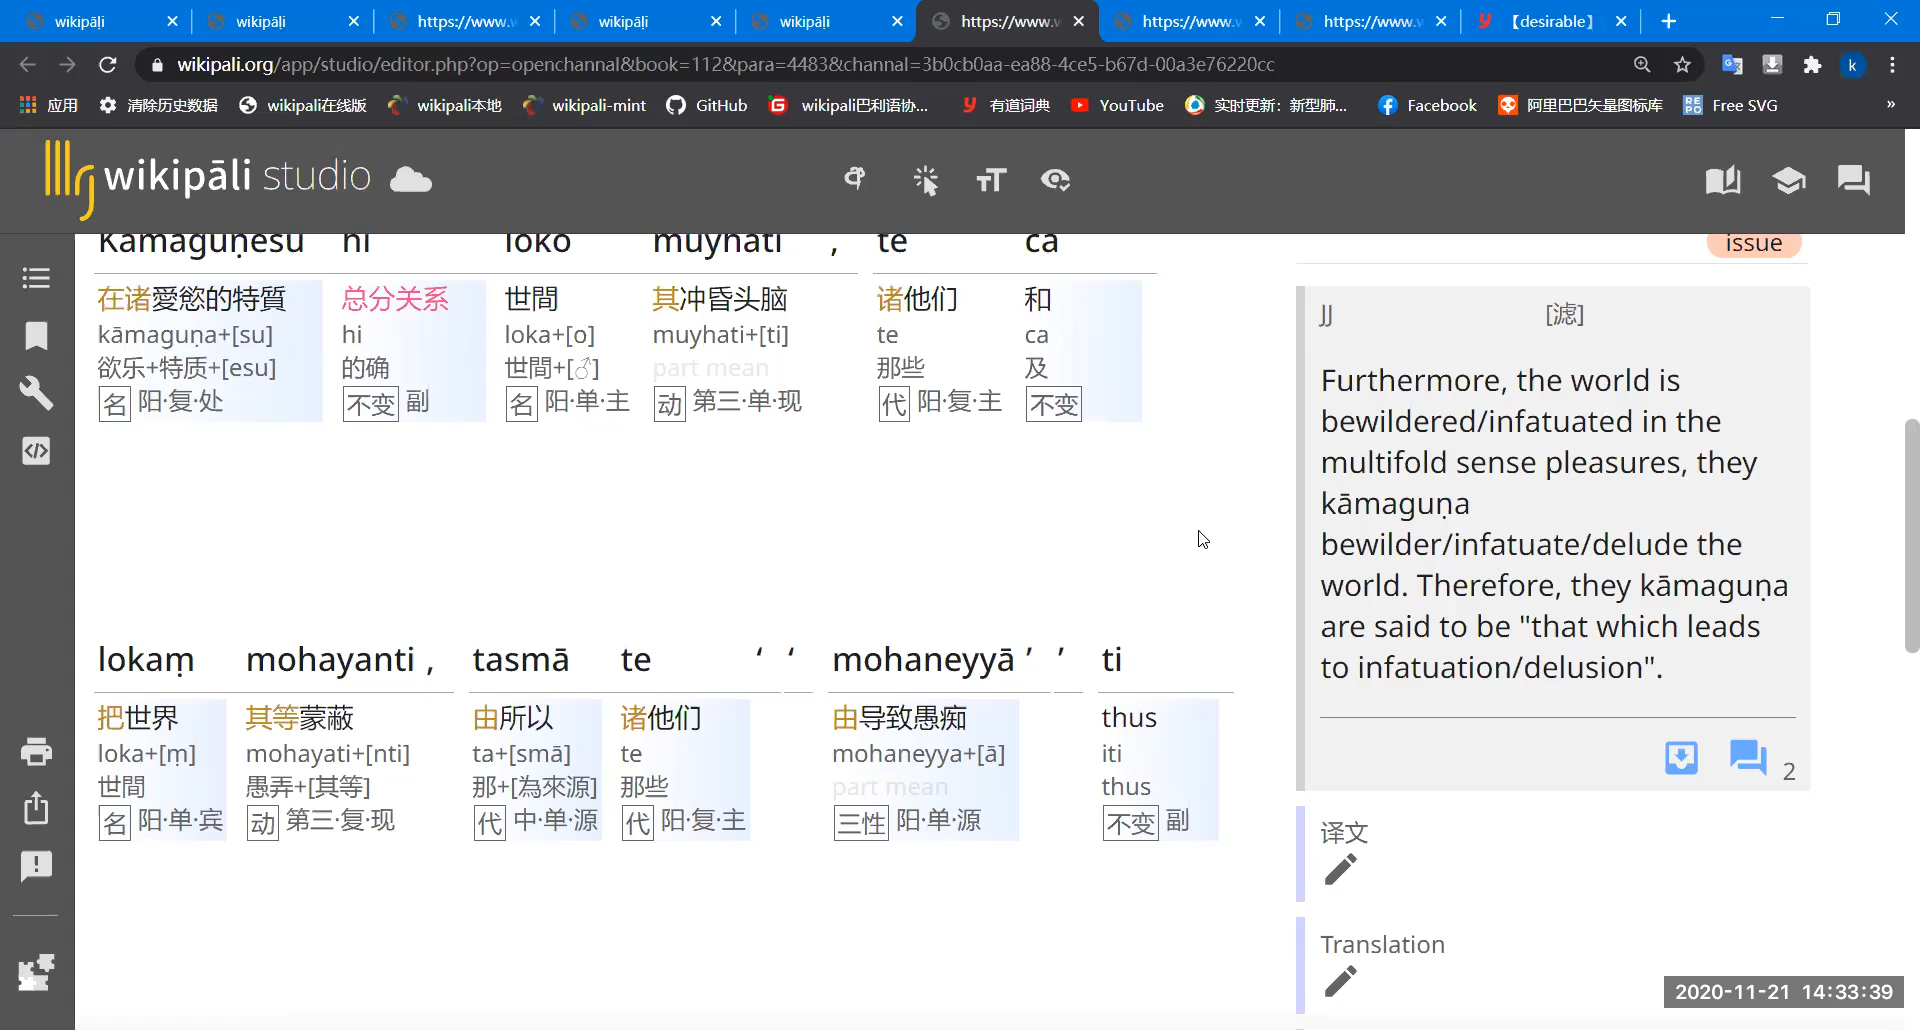 wikipāli
wikipāli
https://www.w
wikipāli
wikipāli
https://www.w
https://www.w
https://www.w
【desirable】
wikipali.org/app/studio/editor.php?op=openchannal&book=112&para=4483&channal=3b0cb0aa-ea88-4ce5-b67d-00a3e76220cc
k
应用
清除历史数据
wikipali在线版
wikipali本地
wikipali-mint
GitHub
wikipali巴利语协...
有道词典
YouTube
实时更新：新型肺...
Facebook
阿里巴巴矢量图标库
Free SVG
»
wikipāli studio
Kāmaguṇesu hi loko muyhati , te ca
在诸愛慾的特質 总分关系 世間 其冲昏头脑 诸他们 和
kāmaguṇa+[su] hi loka+[o] muyhati+[ti] te ca
欲乐+特质+[esu] 的确 世間+[♂] part mean 那些 及
名 阳·复·处 不变 副 名 阳·单·主 动 第三·单·现 代 阳·复·主 不变
lokaṃ mohayanti , tasmā te ‘ ‘ mohaneyyā ’ ’ ti
把世界 其等蒙蔽 由所以 诸他们 由导致愚痴 thus
loka+[ṃ] mohayati+[nti] ta+[smā] te mohaneyya+[ā] iti
世間 愚弄+[其等] 那+[為來源] 那些 part mean thus
名 阳·单·宾 动 第三·复·现 代 中·单·源 代 阳·复·主 三性 阳·单·源 不变 副
issue
JJ [滤]
Furthermore, the world is
bewildered/infatuated in the
multifold sense pleasures, they
kāmaguṇa
bewilder/infatuate/delude the
world. Therefore, they kāmaguṇa
are said to be "that which leads
to infatuation/delusion".
2
译文
Translation
2020-11-21 14:33:39